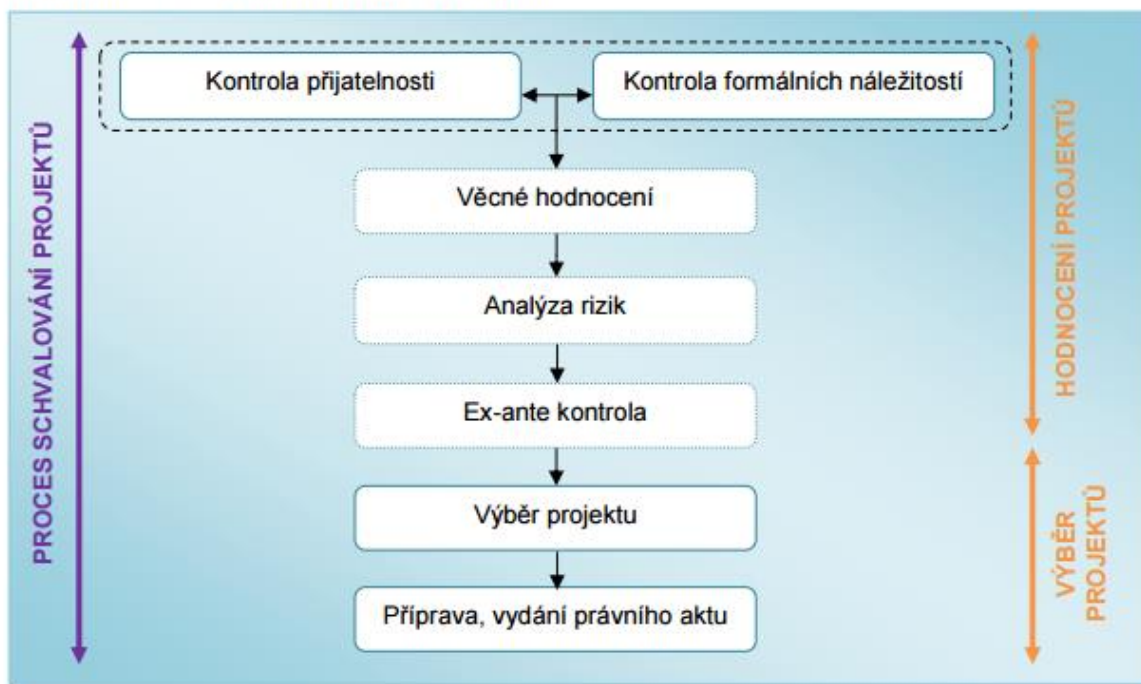 Kontrola přijatelnosti
Kontrola formálních náležitostí
Věcné hodnocení
Analýza rizik
Ex-ante kontrola
Výběr projektu
Příprava, vydání právního aktu
PROCES SCHVALOVÁNÍ PROJEKTŮ
HODNOCENÍ PROJEKTŮ
VÝBĚR
PROJEKTŮ